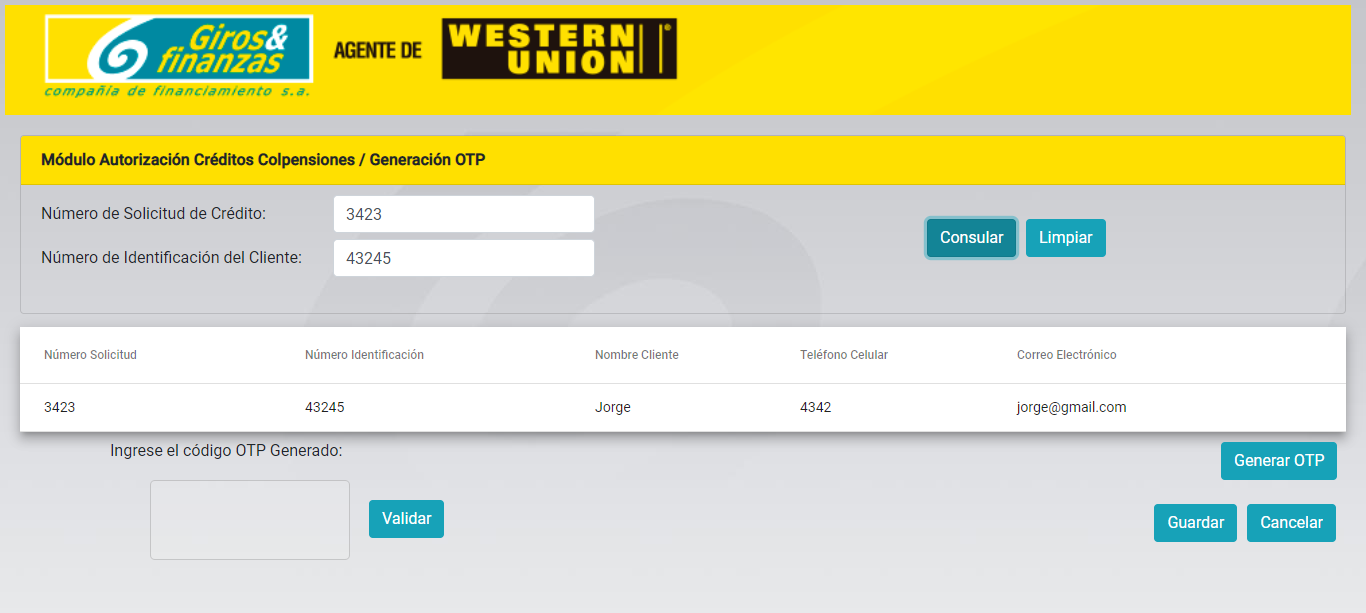 Giros&
finanzas
compañía de financiamiento s.a.
AGENTE DE
WESTERN
UNION
Módulo Autorización Créditos Colpensiones / Generación OTP
Número de Solicitud de Crédito: 3423
Número de Identificación del Cliente: 43245
Consular Limpiar
Número Solicitud Número Identificación Nombre Cliente Teléfono Celular Correo Electrónico
3423 43245 Jorge 4342 jorge@gmail.com
Ingrese el código OTP Generado:
Generar OTP
Validar
Guardar Cancelar